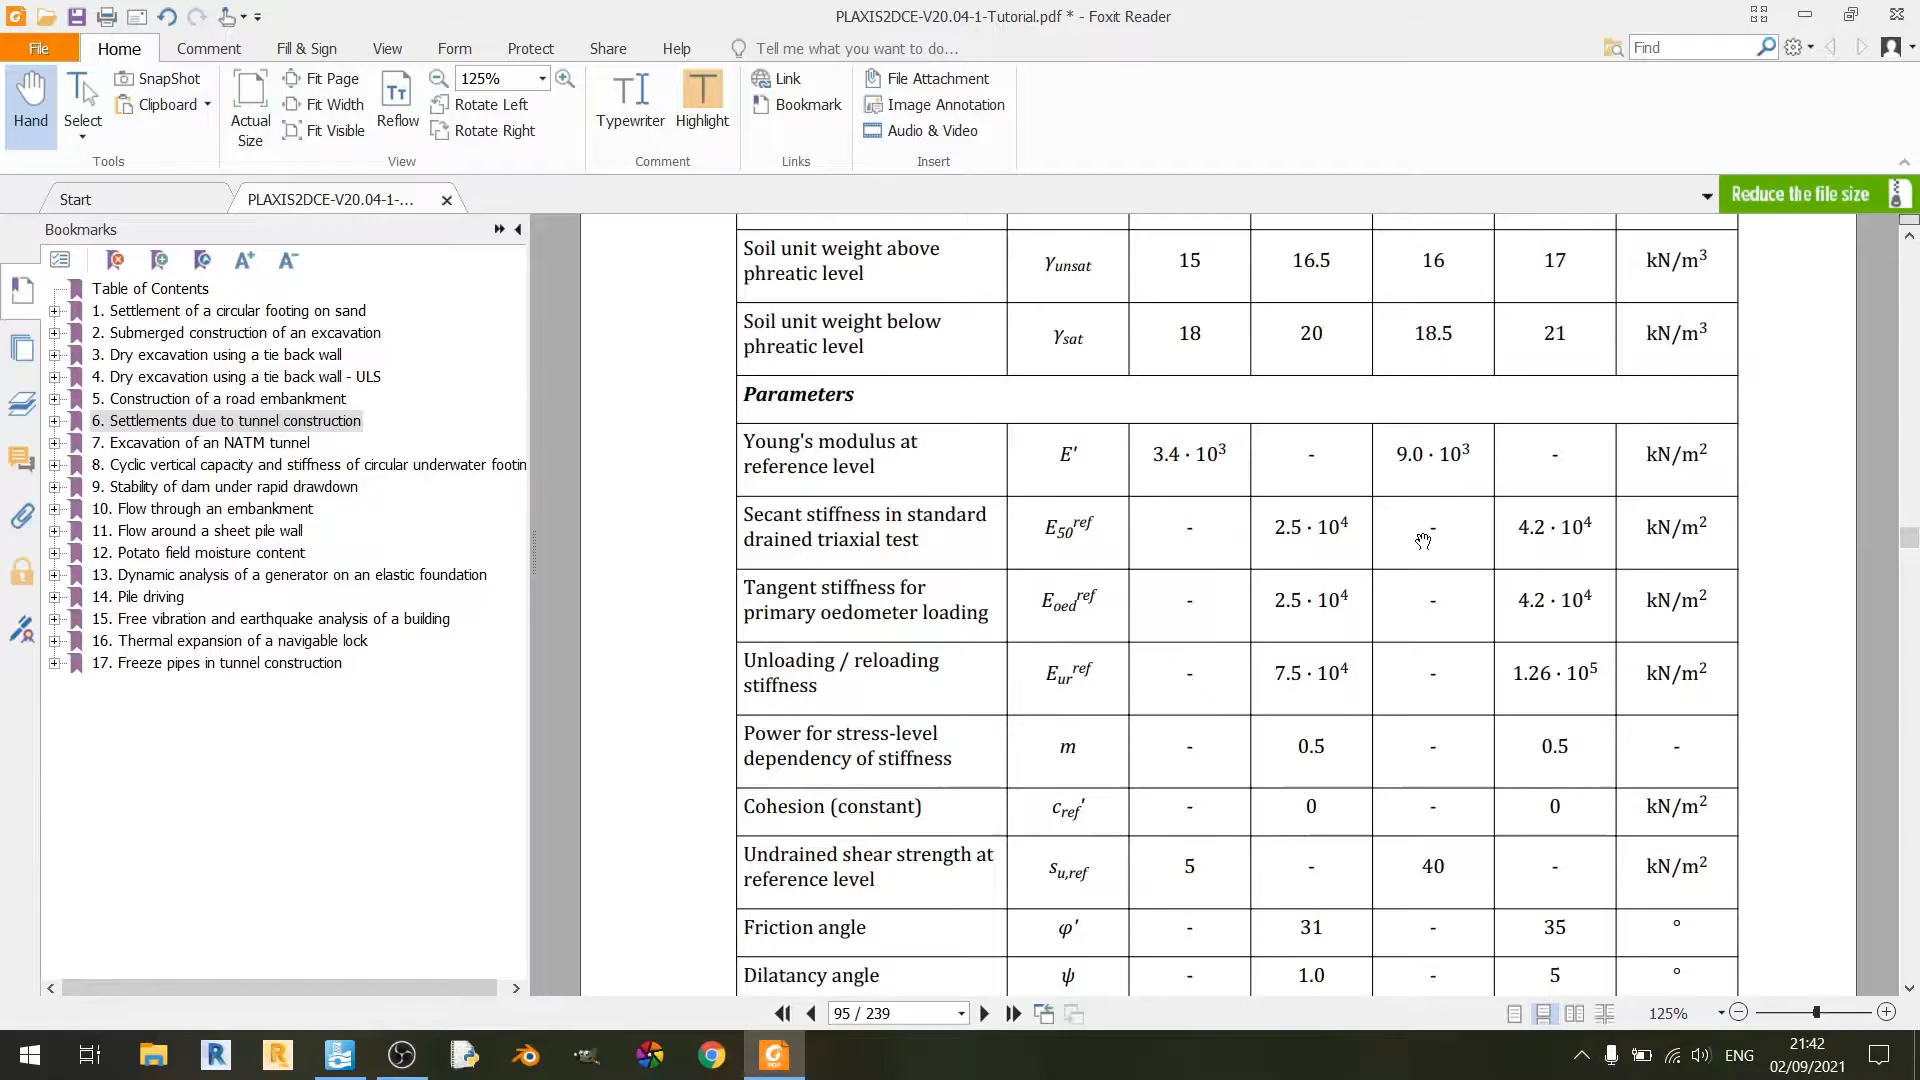 PLAXIS2DCE-V20.04-1-Tutorial.pdf * - Foxit Reader
File Home Comment Fill & Sign View Form Protect Share Help Tell me what you want to do... Find
Hand
Select
SnapShot
Clipboard
Tools
Actual Size
Fit Page
Fit Width
Fit Visible
Reflow
125%
Rotate Left
Rotate Right
View
Typewriter
Highlight
Comment
Link
Bookmark
Links
File Attachment
Image Annotation
Audio & Video
Insert
Start
PLAXIS2DCE-V20.04-1-...
Reduce the file size
Bookmarks
Table of Contents
1. Settlement of a circular footing on sand
2. Submerged construction of an excavation
3. Dry excavation using a tie back wall
4. Dry excavation using a tie back wall - ULS
5. Construction of a road embankment
6. Settlements due to tunnel construction
7. Excavation of an NATM tunnel
8. Cyclic vertical capacity and stiffness of circular underwater footin
9. Stability of dam under rapid drawdown
10. Flow through an embankment
11. Flow around a sheet pile wall
12. Potato field moisture content
13. Dynamic analysis of a generator on an elastic foundation
14. Pile driving
15. Free vibration and earthquake analysis of a building
16. Thermal expansion of a navigable lock
17. Freeze pipes in tunnel construction
Soil unit weight above phreatic level γunsat 15 16.5 16 17 kN/m³
Soil unit weight below phreatic level γsat 18 20 18.5 21 kN/m³
Parameters
Young's modulus at reference level E' 3.4 · 10³ - 9.0 · 10³ - kN/m²
Secant stiffness in standard drained triaxial test E50ref - 2.5 · 10⁴ - 4.2 · 10⁴ kN/m²
Tangent stiffness for primary oedometer loading Eoedref - 2.5 · 10⁴ - 4.2 · 10⁴ kN/m²
Unloading / reloading stiffness Eurref - 7.5 · 10⁴ - 1.26 · 10⁵ kN/m²
Power for stress-level dependency of stiffness m - 0.5 - 0.5 -
Cohesion (constant) cref' - 0 - 0 kN/m²
Undrained shear strength at reference level su,ref 5 - 40 - kN/m²
Friction angle φ' - 31 - 35 °
Dilatancy angle ψ - 1.0 - 5 °
95 / 239
125%
ENG
21:42
02/09/2021